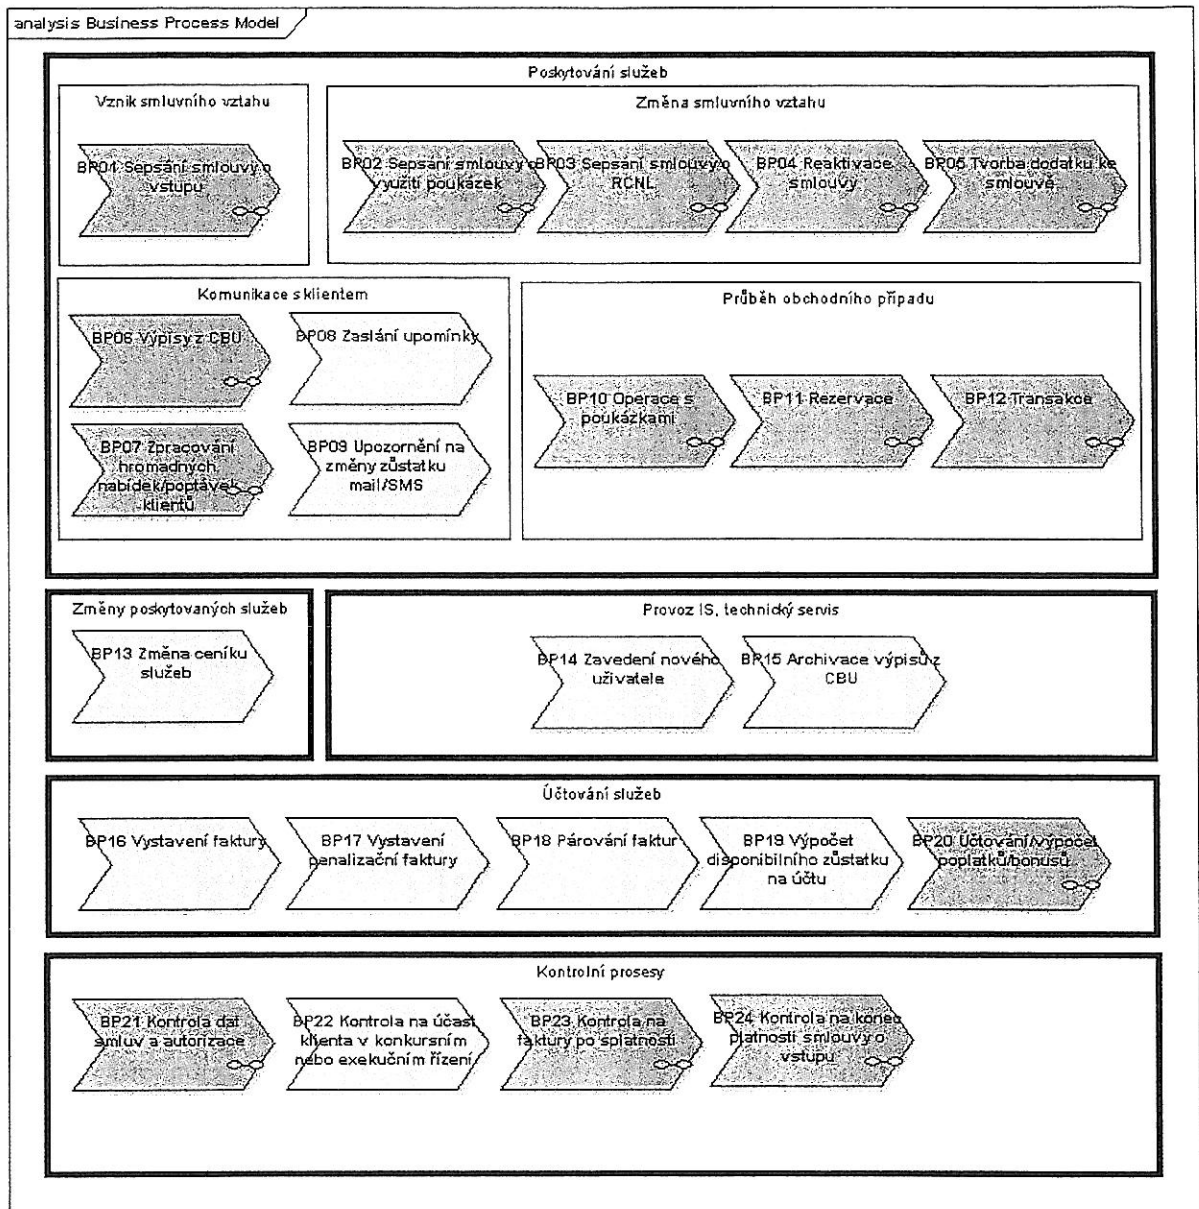 analysis Business Process Model
Poskytování služeb
Vznik smluvního vztahu
BP01 Sepsání smlouvy o
vstupu
Změna smluvního vztahu
BP02 Sepsání smlouvy o
využití poukázek
BP03 Sepsání smlouvy o
RCNL
BP04 Reaktivace
smlouvy
BP05 Tvorba dodatku ke
smlouvě
Komunikace s klientem
BP06 Výpisy z CBU
BP08 Zaslání upomínky
BP07 Zpracování
hromadných
nabídek/poptávek
klientů
BP09 Upozornění na
změny zůstatku
mail/SMS
Průběh obchodního případu
BP10 Operace s
poukázkami
BP11 Rezervace
BP12 Transakce
Změny poskytovaných služeb
BP13 Změna ceníku
služeb
Provoz IS, technický servis
BP14 Zavedení nového
uživatele
BP15 Archivace výpisů z
CBU
Účtování služeb
BP16 Vystavení faktury
BP17 Vystavení
penalizační faktury
BP18 Párování faktur
BP19 Výpočet
disponibilního zůstatku
na účtu
BP20 Účtování/výpočet
poplatků/bonusů
Kontrolní prosesy
BP21 Kontrola dat
smluv a autorizace
BP22 Kontrola na účast
klienta v konkursním
nebo exekučním řízení
BP23 Kontrola na
faktury po splatnosti
BP24 Kontrola na konec
platnosti smlouvy o
vstupu